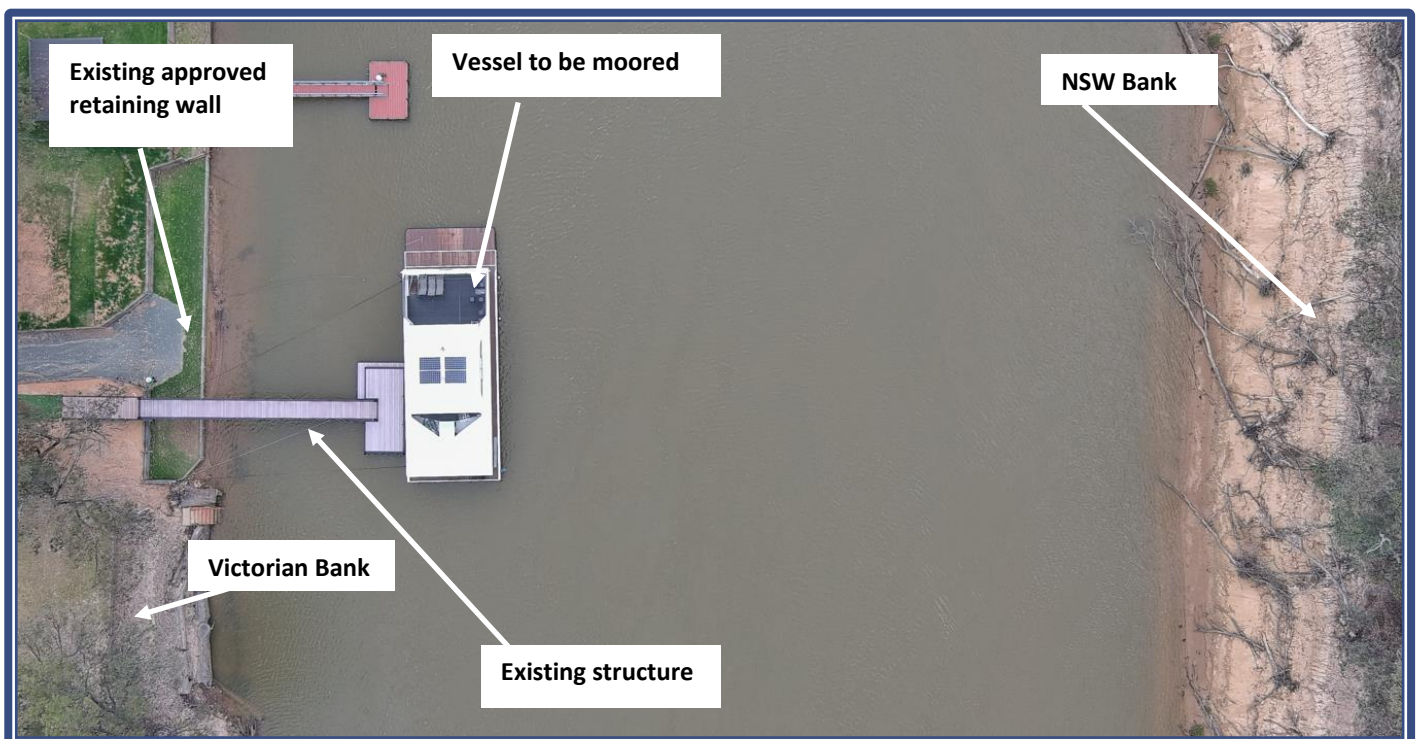 Existing approved
retaining wall
Vessel to be moored
NSW Bank
Victorian Bank
Existing structure